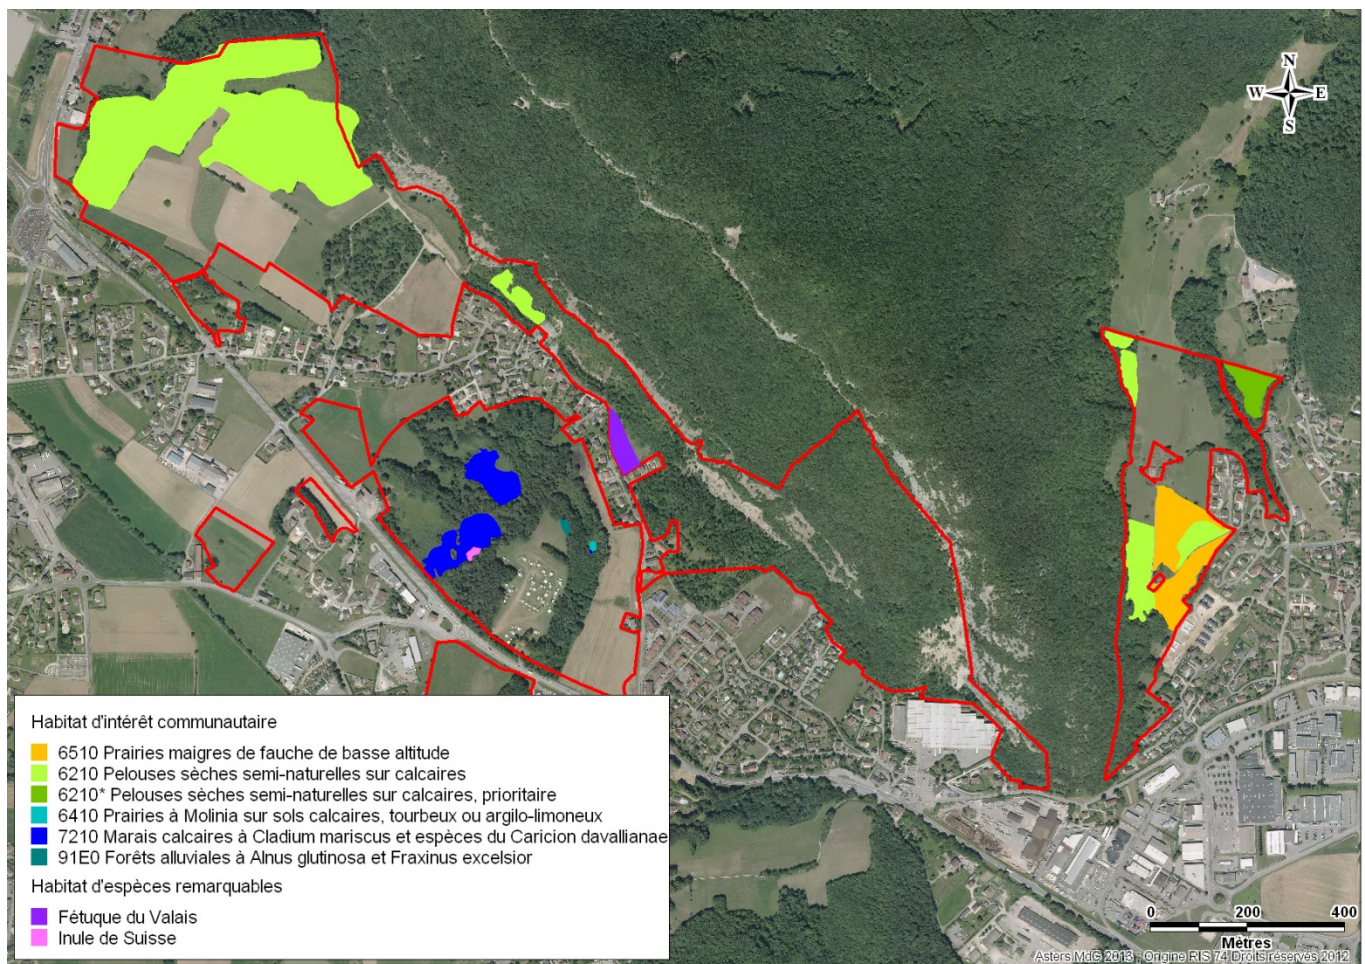 N
W E
S
Habitat d'intérêt communautaire
6510 Prairies maigres de fauche de basse altitude
6210 Pelouses sèches semi-naturelles sur calcaires
6210* Pelouses sèches semi-naturelles sur calcaires, prioritaire
6410 Prairies à Molinia sur sols calcaires, tourbeux ou argilo-limoneux
7210 Marais calcaires à Cladium mariscus et espèces du Caricion davallianae
91E0 Forêts alluviales à Alnus glutinosa et Fraxinus excelsior
Habitat d'espèces remarquables
Fétuque du Valais
Inule de Suisse
0 200 400
Mètres
Asters MdG 2013 , Origine RIS 74 Droits réservés 2012